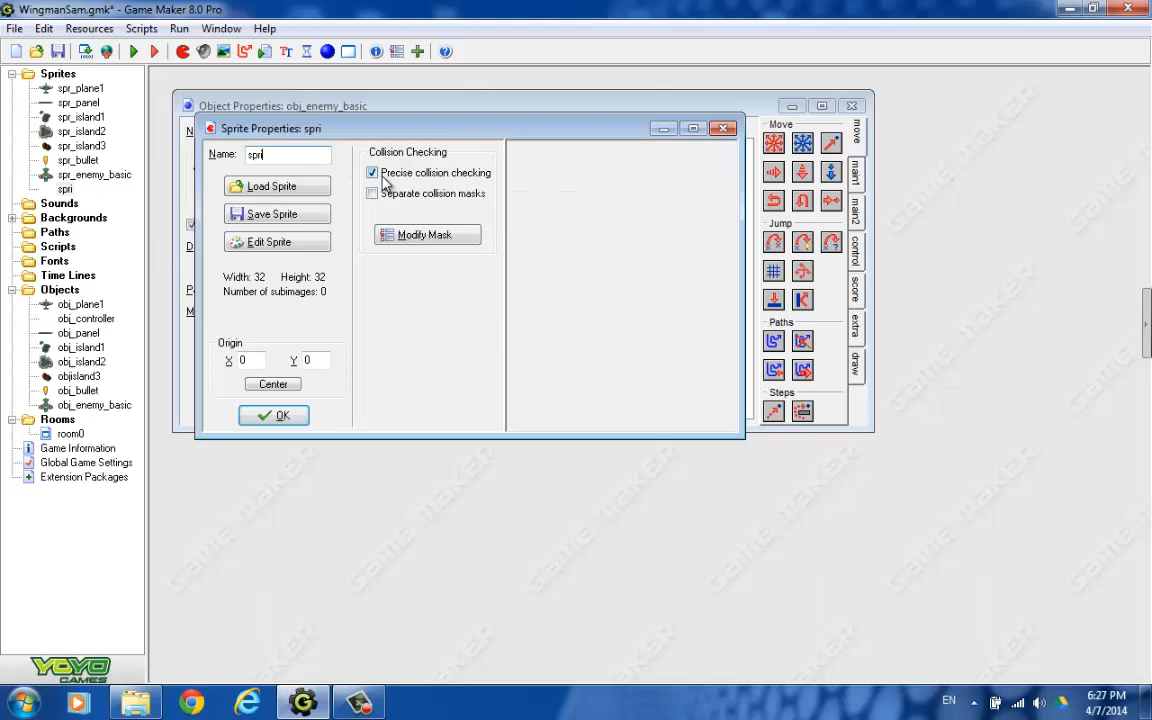 WingmanSam.gmk* - Game Maker 8.0 Pro
File Edit Resources Scripts Run Window Help
Sprites
spr_plane1
spr_panel
spr_island1
spr_island2
spr_island3
spr_bullet
spr_enemy_basic
spri
Sounds
Backgrounds
Paths
Scripts
Fonts
Time Lines
Objects
obj_plane1
obj_controller
obj_panel
obj_island1
obj_island2
objisland3
obj_bullet
obj_enemy_basic
Rooms
room0
Game Information
Global Game Settings
Extension Packages
YOYO
GAMES
Object Properties: obj_enemy_basic
N
D
P
M
Sprite Properties: spri
Name: spri
Load Sprite
Save Sprite
Edit Sprite
Width: 32 Height: 32
Number of subimages: 0
Origin
X 0 Y 0
Center
OK
Collision Checking
Precise collision checking
Separate collision masks
Modify Mask
Move
Jump
Paths
Steps
move
main1
main2
control
score
extra
draw
GAME MAKER
EN
6:27 PM
4/7/2014